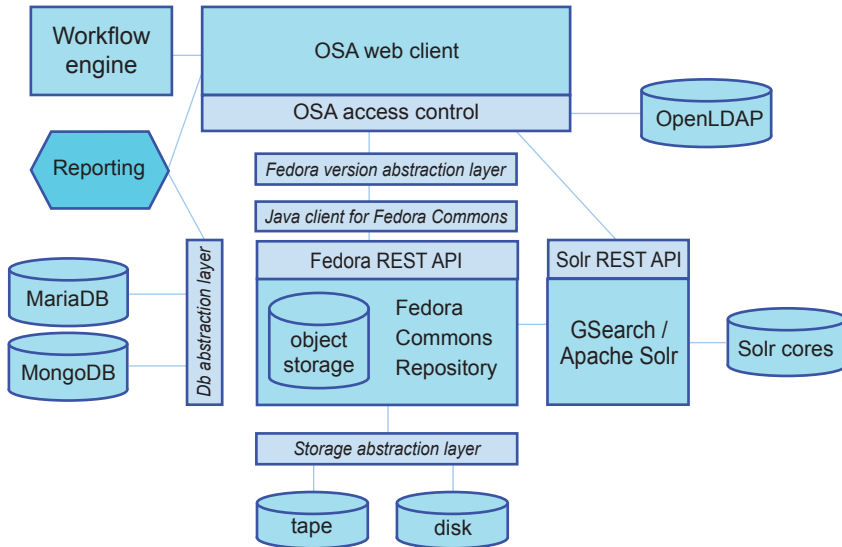 Workflow
engine
OSA web client
OSA access control
OpenLDAP
Reporting
Fedora version abstraction layer
Java client for Fedora Commons
Db abstraction layer
Fedora REST API
Solr REST API
MariaDB
MongoDB
object
storage
Fedora
Commons
Repository
GSearch /
Apache Solr
Solr cores
Storage abstraction layer
tape
disk